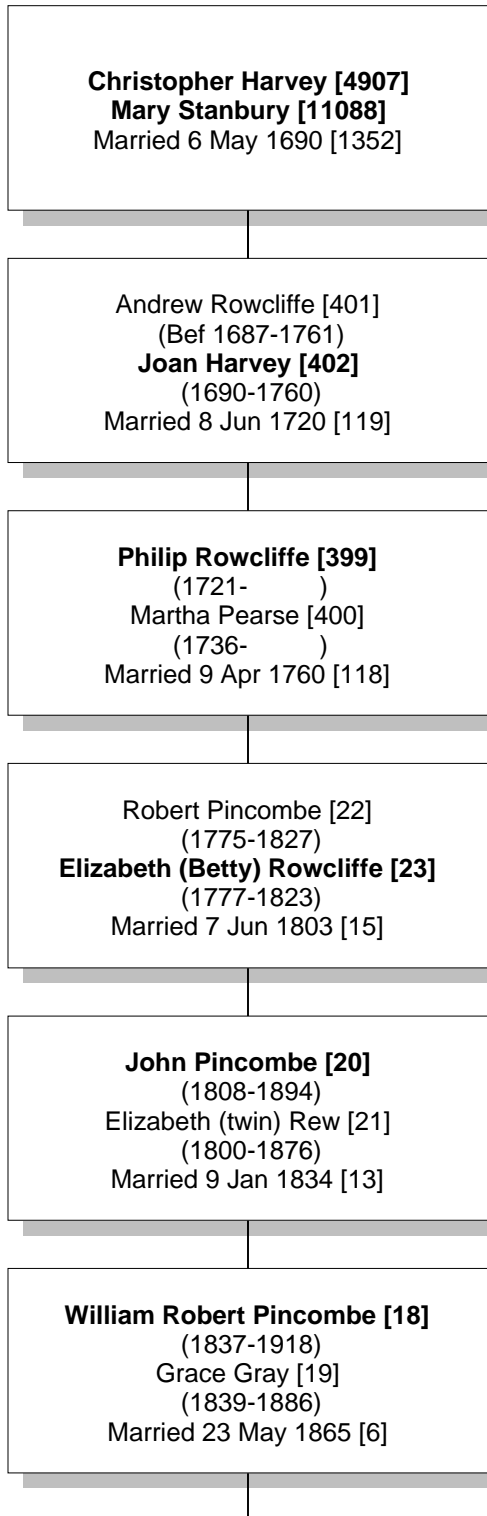 Christopher Harvey [4907]
Mary Stanbury [11088]
Married 6 May 1690 [1352]
Andrew Rowcliffe [401]
(Bef 1687-1761)
Joan Harvey [402]
(1690-1760)
Married 8 Jun 1720 [119]
Philip Rowcliffe [399]
(1721- )
Martha Pearse [400]
(1736- )
Married 9 Apr 1760 [118]
Robert Pincombe [22]
(1775-1827)
Elizabeth (Betty) Rowcliffe [23]
(1777-1823)
Married 7 Jun 1803 [15]
John Pincombe [20]
(1808-1894)
Elizabeth (twin) Rew [21]
(1800-1876)
Married 9 Jan 1834 [13]
William Robert Pincombe [18]
(1837-1918)
Grace Gray [19]
(1839-1886)
Married 23 May 1865 [6]